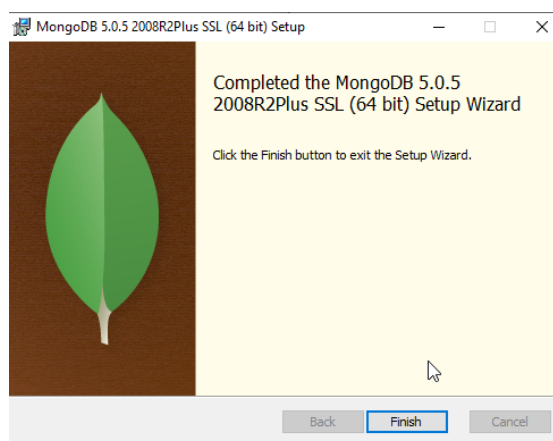 MongoDB 5.0.5 2008R2Plus SSL (64 bit) Setup
Completed the MongoDB 5.0.5
2008R2Plus SSL (64 bit) Setup Wizard
Click the Finish button to exit the Setup Wizard.
Back Finish Cancel